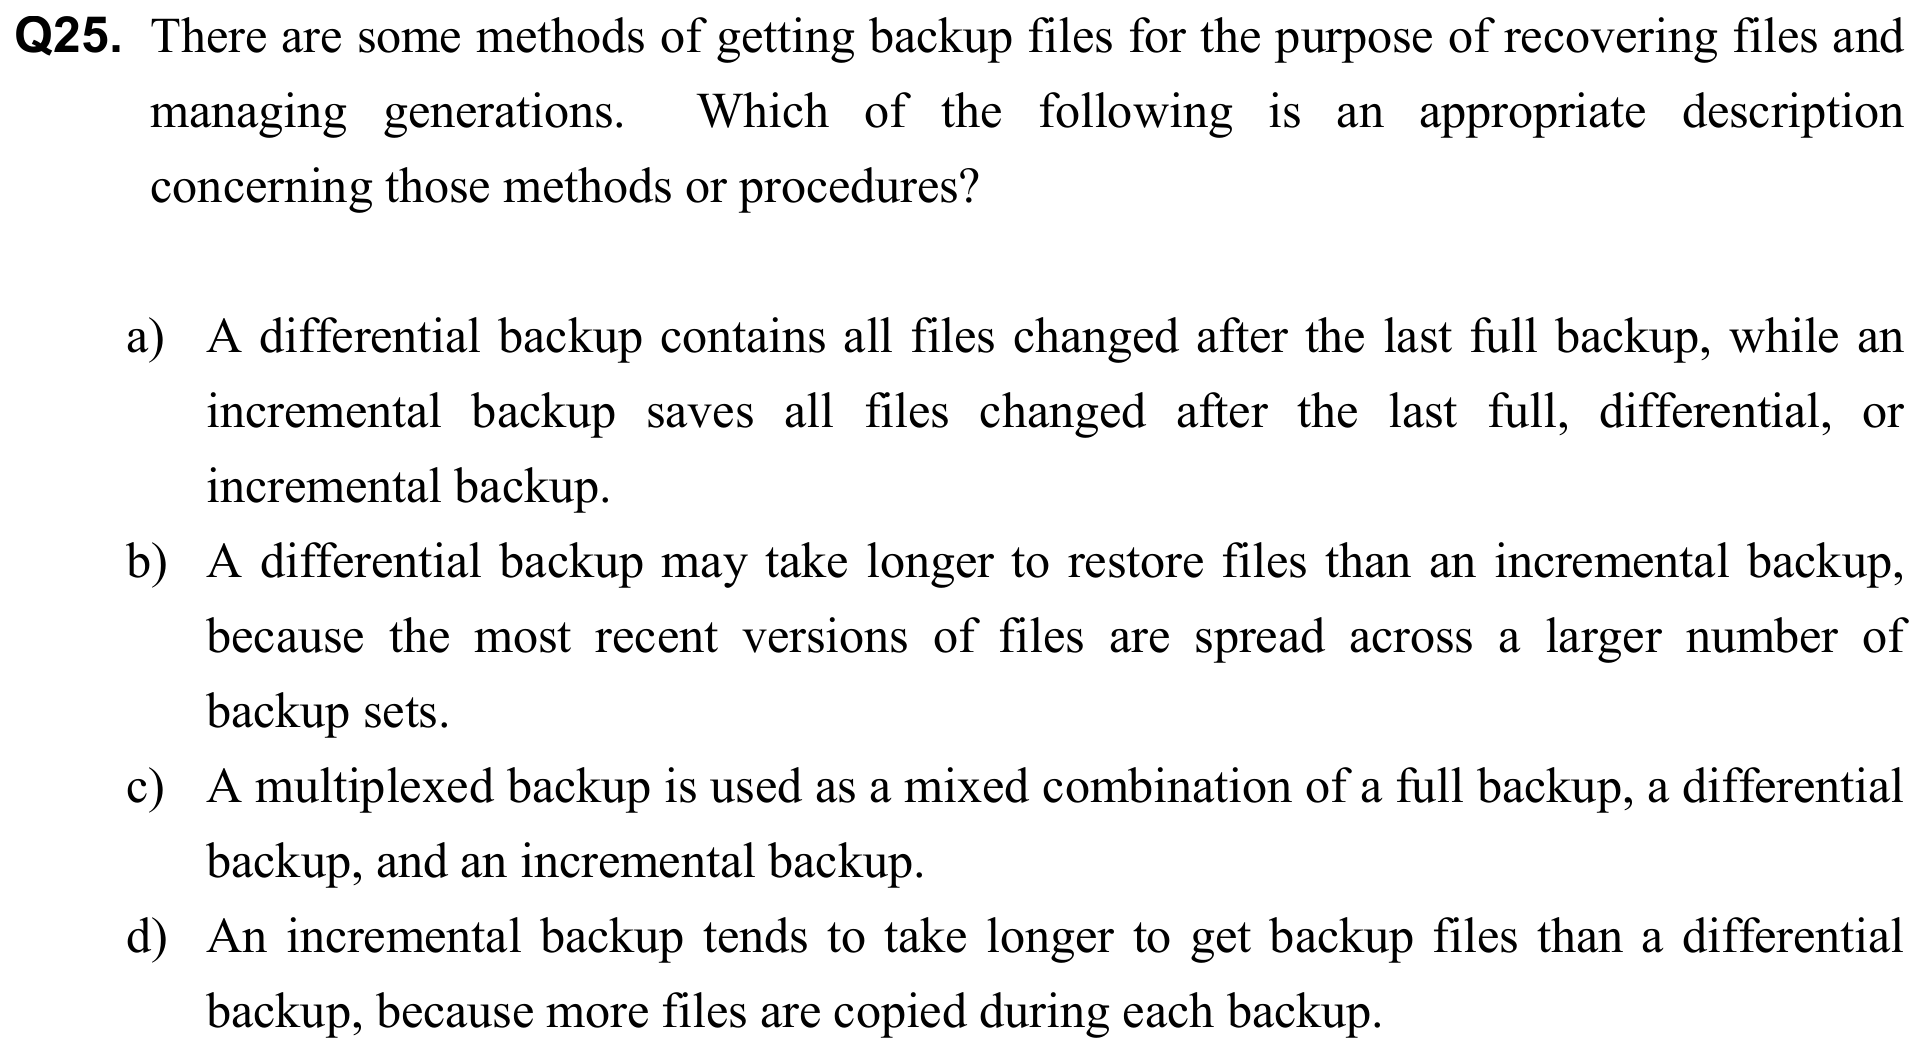 Q25. There are some methods of getting backup files for the purpose of recovering files and
managing generations. Which of the following is an appropriate description
concerning those methods or procedures?
a) A differential backup contains all files changed after the last full backup, while an
incremental backup saves all files changed after the last full, differential, or
incremental backup.
b) A differential backup may take longer to restore files than an incremental backup,
because the most recent versions of files are spread across a larger number of
backup sets.
c) A multiplexed backup is used as a mixed combination of a full backup, a differential
backup, and an incremental backup.
d) An incremental backup tends to take longer to get backup files than a differential
backup, because more files are copied during each backup.